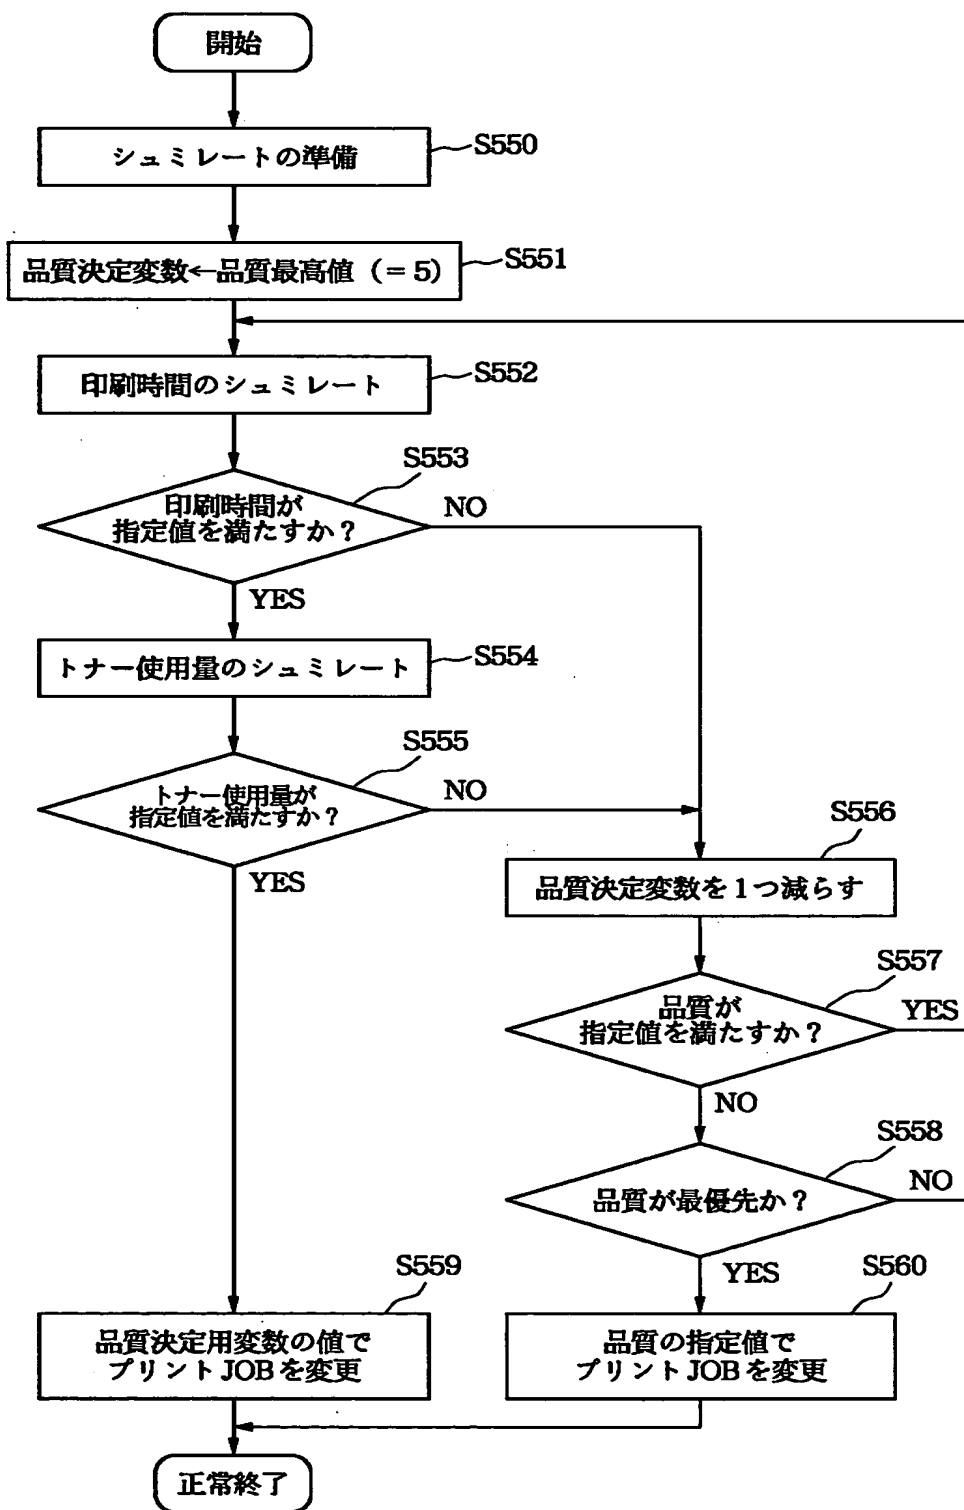 開始
シュミレートの準備
S550
品質決定変数←品質最高値（＝5）
S551
印刷時間のシュミレート
S552
S553
印刷時間が
指定値を満たすか？
NO
YES
トナー使用量のシュミレート
S554
S555
トナー使用量が
指定値を満たすか？
NO
YES
S556
品質決定変数を1つ減らす
S557
品質が
指定値を満たすか？
YES
NO
S558
品質が最優先か？
NO
YES
S559
品質決定用変数の値で
プリントJOBを変更
S560
品質の指定値で
プリントJOBを変更
正常終了